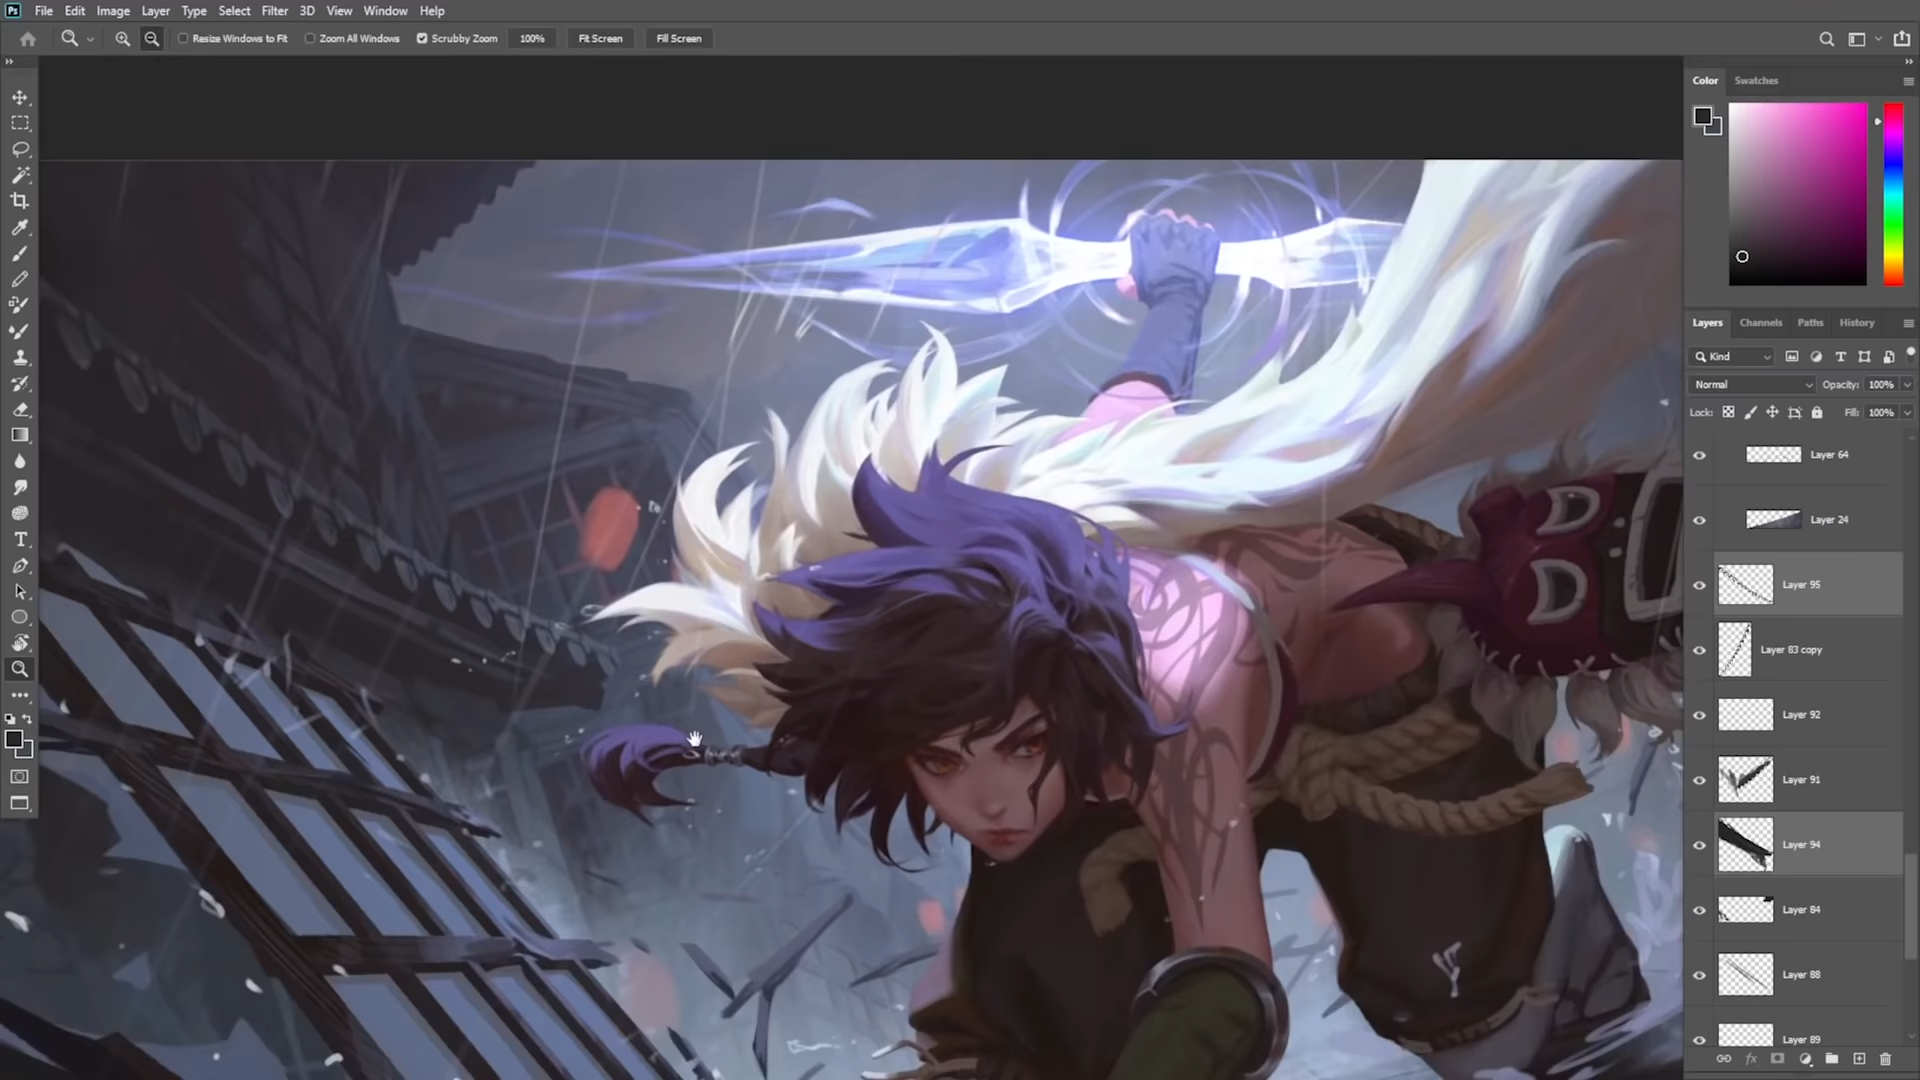 Ps File Edit Image Layer Type Select Filter 3D View Window Help
Resize Windows to Fit Zoom All Windows Scrubby Zoom 100% Fit Screen Fill Screen
Color Swatches
Layers Channels Paths History
Kind
Normal Opacity: 100%
Lock: Fill: 100%
Layer 64
Layer 24
Layer 95
Layer 83 copy
Layer 92
Layer 91
Layer 94
Layer 84
Layer 88
Layer 89
fx